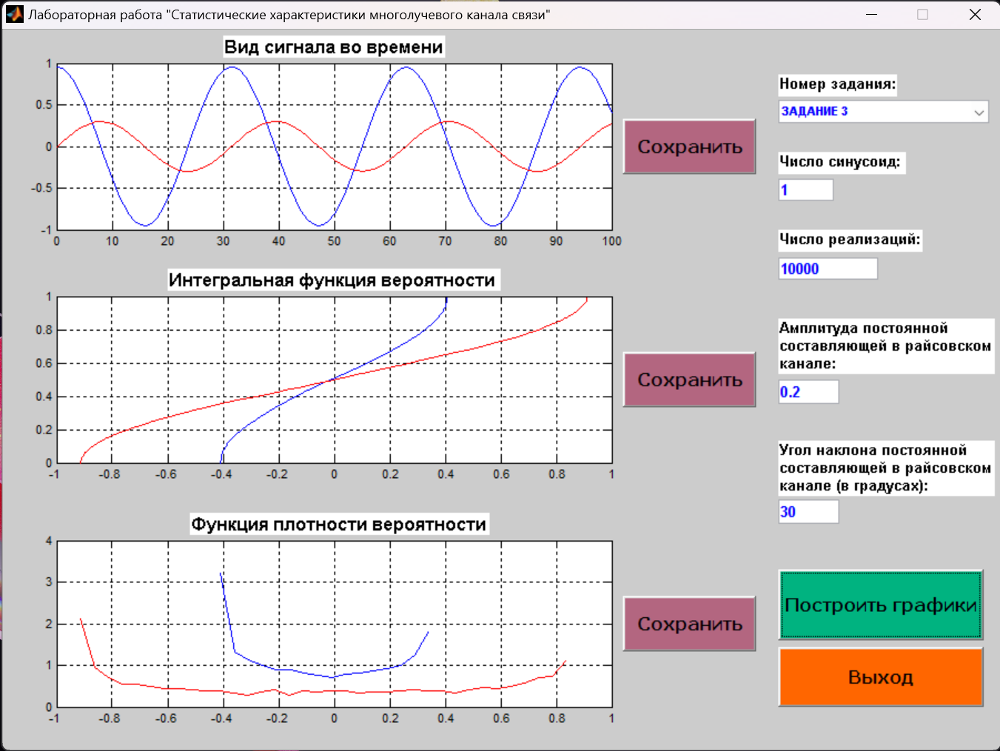 Лабораторная работа "Статистические характеристики многолучевого канала связи"
Вид сигнала во времени
1
0.5
0
-0.5
-1
0 10 20 30 40 50 60 70 80 90 100
Сохранить
Интегральная функция вероятности
1
0.8
0.6
0.4
0.2
0
-1 -0.8 -0.6 -0.4 -0.2 0 0.2 0.4 0.6 0.8 1
Сохранить
Функция плотности вероятности
4
3
2
1
0
-1 -0.8 -0.6 -0.4 -0.2 0 0.2 0.4 0.6 0.8 1
Сохранить
Номер задания:
ЗАДАНИЕ 3
Число синусоид:
1
Число реализаций:
10000
Амплитуда постоянной
составляющей в райсовском
канале:
0.2
Угол наклона постоянной
составляющей в райсовском
канале (в градусах):
30
Построить графики
Выход